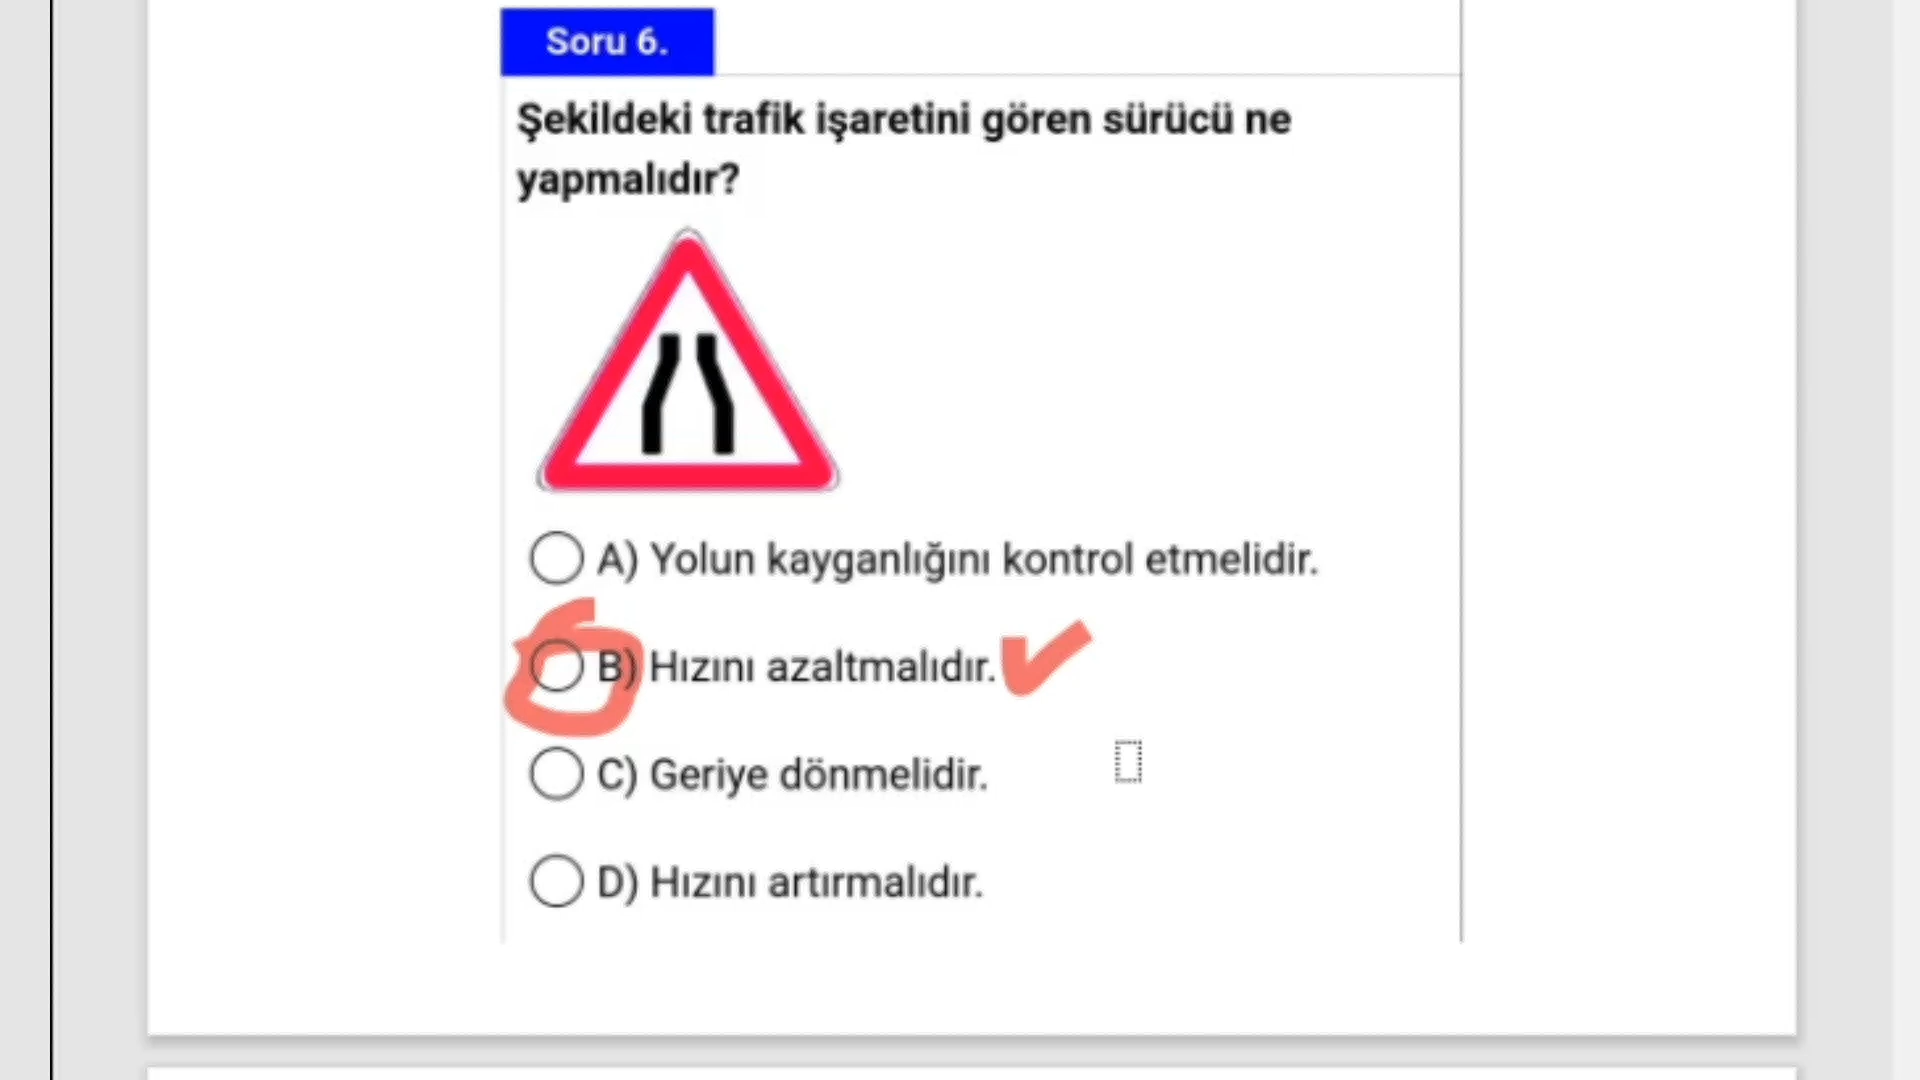 Soru 6.
Şekildeki trafik işaretini gören sürücü ne
yapmalıdır?
A) Yolun kayganlığını kontrol etmelidir.
B) Hızını azaltmalıdır.
C) Geriye dönmelidir.
D) Hızını artırmalıdır.